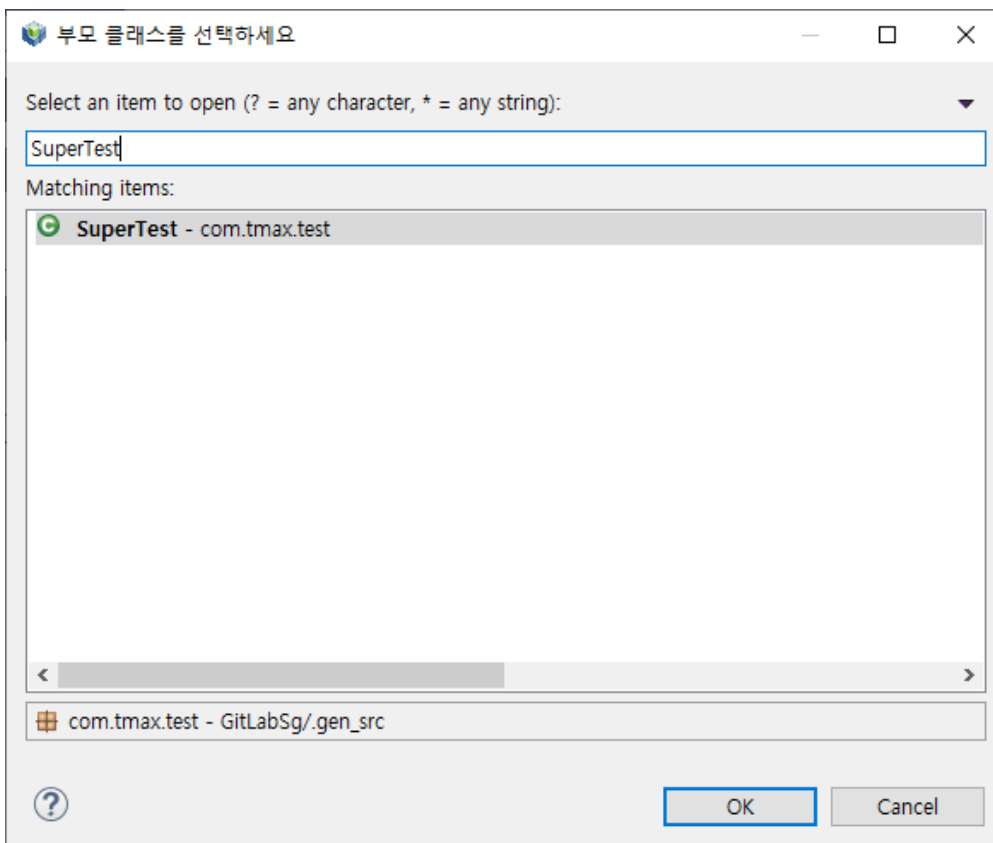 부모 클래스를 선택하세요
Select an item to open (? = any character, * = any string):
SuperTest
Matching items:
SuperTest - com.tmax.test
com.tmax.test - GitLabSg/.gen_src
OK Cancel